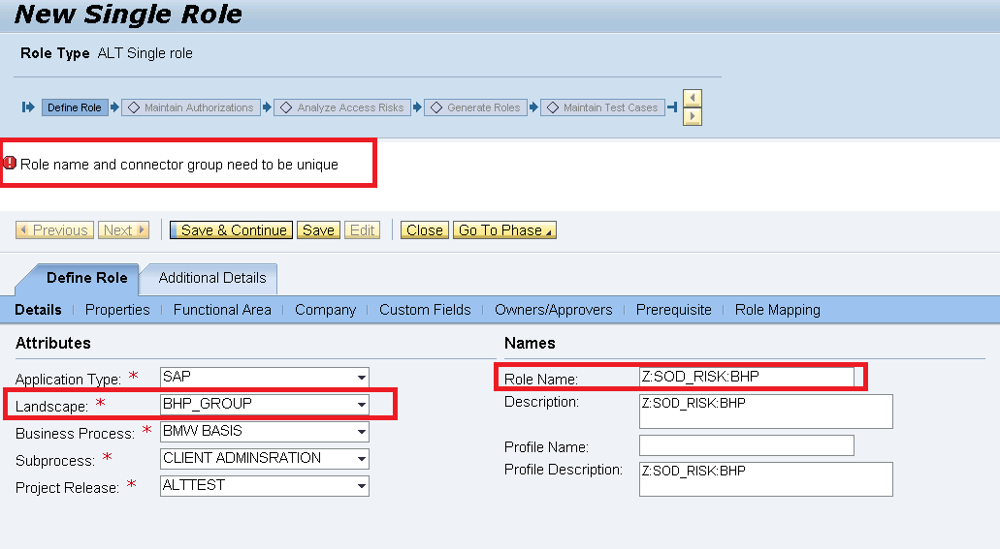 New Single Role
Role Type ALT Single role
Define Role Maintain Authorizations Analyze Access Risks Generate Roles Maintain Test Cases
Role name and connector group need to be unique
Previous Next Save & Continue Save Edit Close Go To Phase
Define Role Additional Details
Details Properties Functional Area Company Custom Fields Owners/Approvers Prerequisite Role Mapping
Attributes Names
Application Type: * SAP Role Name: Z:SOD_RISK:BHP
Landscape: * BHP_GROUP Description: Z:SOD_RISK:BHP
Business Process: * BMW BASIS
Subprocess: * CLIENT ADMINSRATION Profile Name:
Project Release: * ALTTEST Profile Description: Z:SOD_RISK:BHP